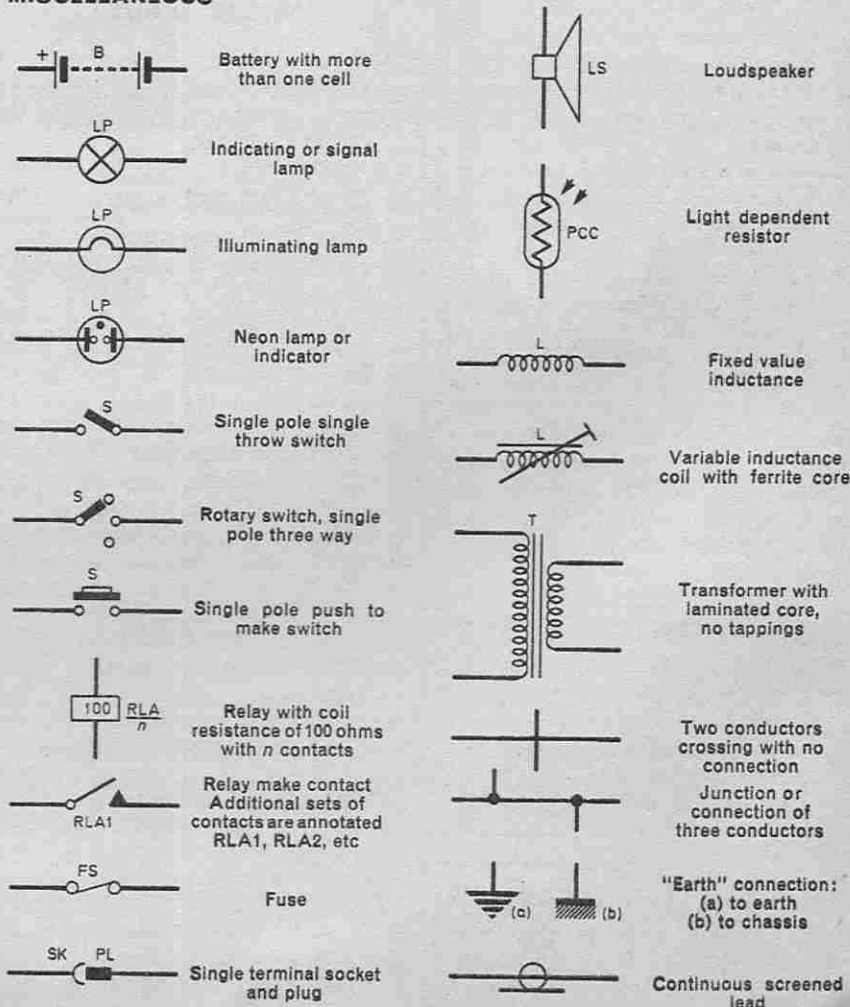 MISCELLANEOUS
+ B
Battery with more
than one cell
LP
Indicating or signal
lamp
LP
Illuminating lamp
LP
Neon lamp or
indicator
S
Single pole single
throw switch
S
Rotary switch, single
pole three way
S
Single pole push to
make switch
100 RLA
n
Relay with coil
resistance of 100 ohms
with n contacts
RLA1
Relay make contact
Additional sets of
contacts are annotated
RLA1, RLA2, etc
FS
Fuse
SK PL
Single terminal socket
and plug
LS
Loudspeaker
PCC
Light dependent
resistor
L
Fixed value
inductance
L
Variable inductance
coil with ferrite core
T
Transformer with
laminated core,
no tappings
Two conductors
crossing with no
connection
Junction or
connection of
three conductors
(a) (b)
"Earth" connection:
(a) to earth
(b) to chassis
Continuous screened
lead